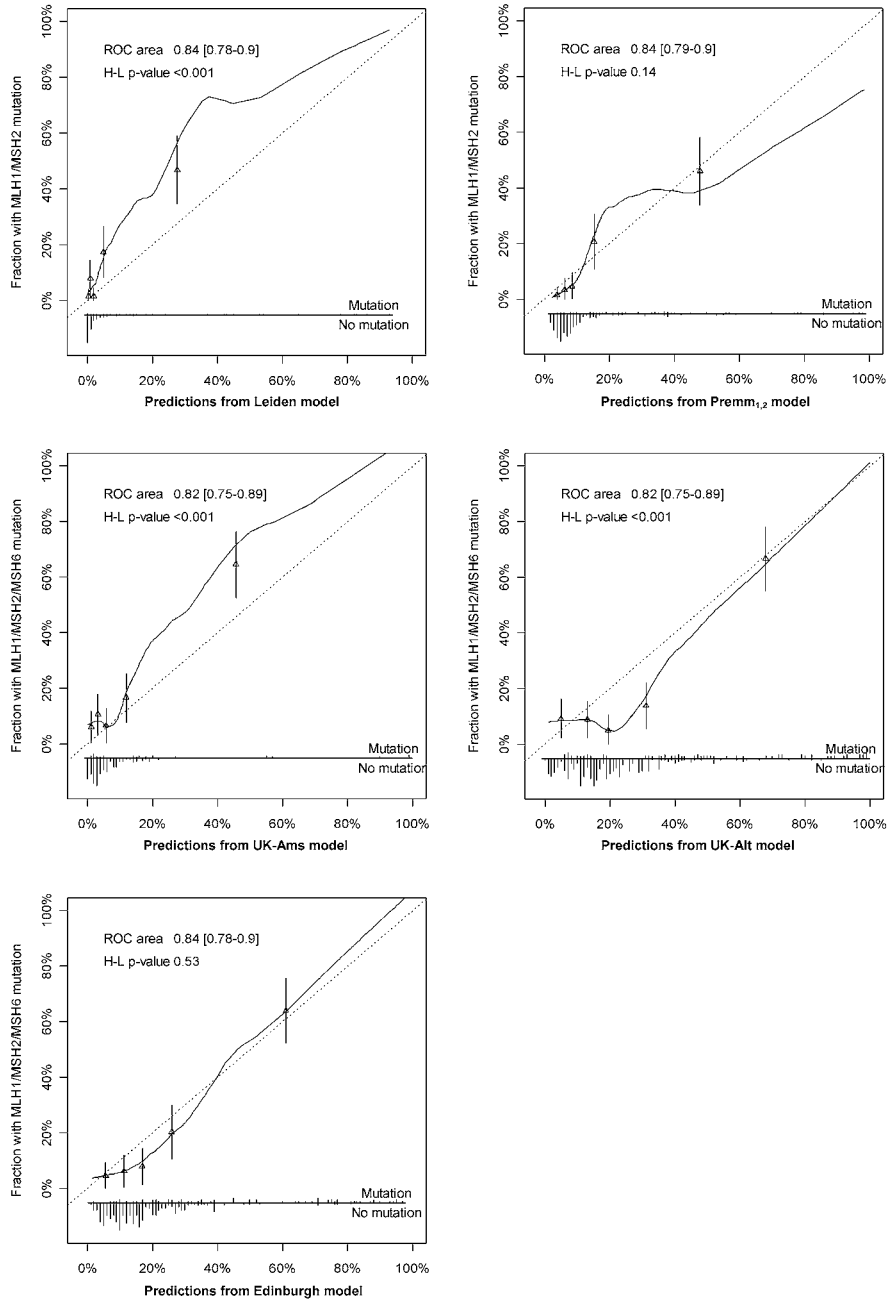 Fraction with MLH1/MSH2 mutation
100%
80%
60%
40%
20%
0%
ROC area 0.84 [0.78-0.9]
H-L p-value <0.001
Mutation
No mutation
0% 20% 40% 60% 80% 100%
Predictions from Leiden model
Fraction with MLH1/MSH2 mutation
100%
80%
60%
40%
20%
0%
ROC area 0.84 [0.79-0.9]
H-L p-value 0.14
Mutation
No mutation
0% 20% 40% 60% 80% 100%
Predictions from Premm1,2 model
Fraction with MLH1/MSH2/MSH6 mutation
100%
80%
60%
40%
20%
0%
ROC area 0.82 [0.75-0.89]
H-L p-value <0.001
Mutation
No mutation
0% 20% 40% 60% 80% 100%
Predictions from UK-Ams model
Fraction with MLH1/MSH2/MSH6 mutation
100%
80%
60%
40%
20%
0%
ROC area 0.82 [0.75-0.89]
H-L p-value <0.001
Mutation
No mutation
0% 20% 40% 60% 80% 100%
Predictions from UK-Alt model
Fraction with MLH1/MSH2/MSH6 mutation
100%
80%
60%
40%
20%
0%
ROC area 0.84 [0.78-0.9]
H-L p-value 0.53
Mutation
No mutation
0% 20% 40% 60% 80% 100%
Predictions from Edinburgh model